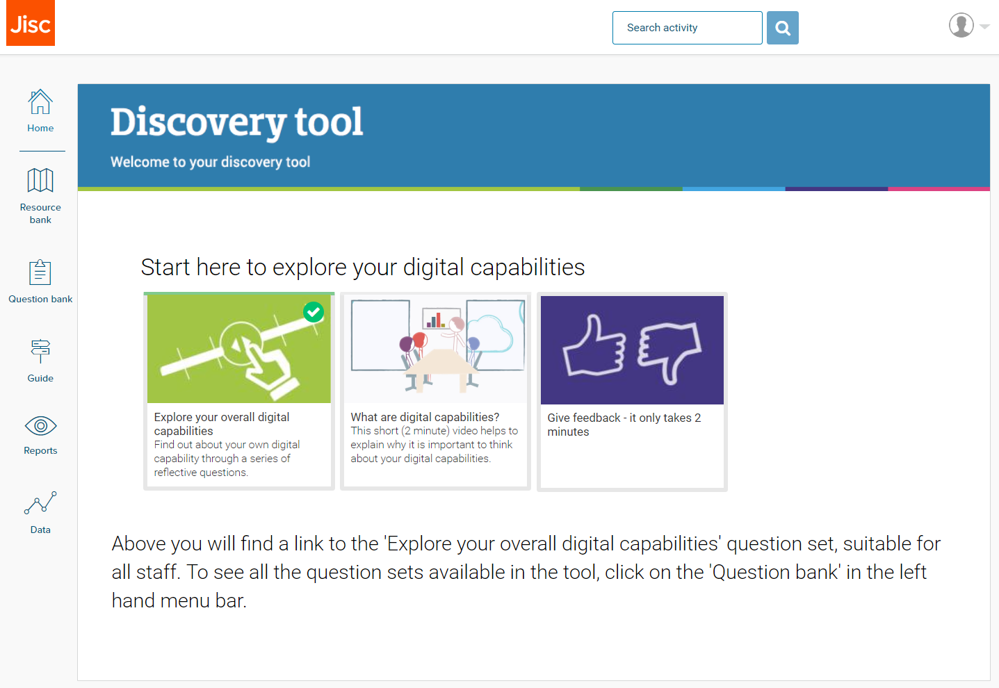 Jisc
Search activity
Home
Resource
bank
Question bank
Guide
Reports
Data
Discovery tool
Welcome to your discovery tool
Start here to explore your digital capabilities
Explore your overall digital
capabilities
Find out about your own digital
capability through a series of
reflective questions.
What are digital capabilities?
This short (2 minute) video helps to
explain why it is important to think
about your digital capabilities.
Give feedback - it only takes 2
minutes
Above you will find a link to the 'Explore your overall digital capabilities' question set, suitable for
all staff. To see all the question sets available in the tool, click on the 'Question bank' in the left
hand menu bar.